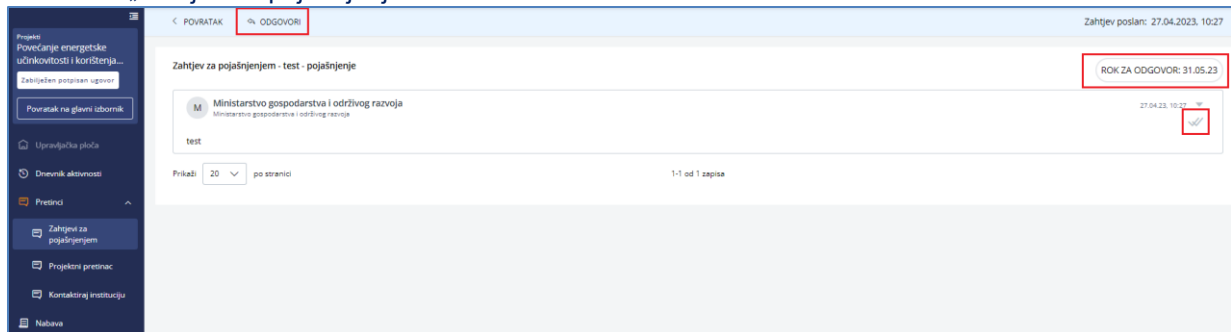 POVRATAK
ODGOVORI
Zahtjev poslan: 27.04.2023, 10:27
Projekti
Povećanje energetske
učinkovitosti i korištenja...
Zabilježen potpisan ugovor
Povratak na glavni izbornik
Upravljačka ploča
Dnevnik aktivnosti
Pretinci
Zahtjevi za
pojašnjenjem
Projektni pretinac
Kontaktiraj instituciju
Nabava
Zahtjev za pojašnjenjem - test - pojašnjenje
ROK ZA ODGOVOR: 31.05.23
M
Ministarstvo gospodarstva i održivog razvoja
Ministarstvo gospodarstva i održivog razvoja
27.04.23, 10:27
test
Prikaži 20 po stranici
1-1 od 1 zapisa